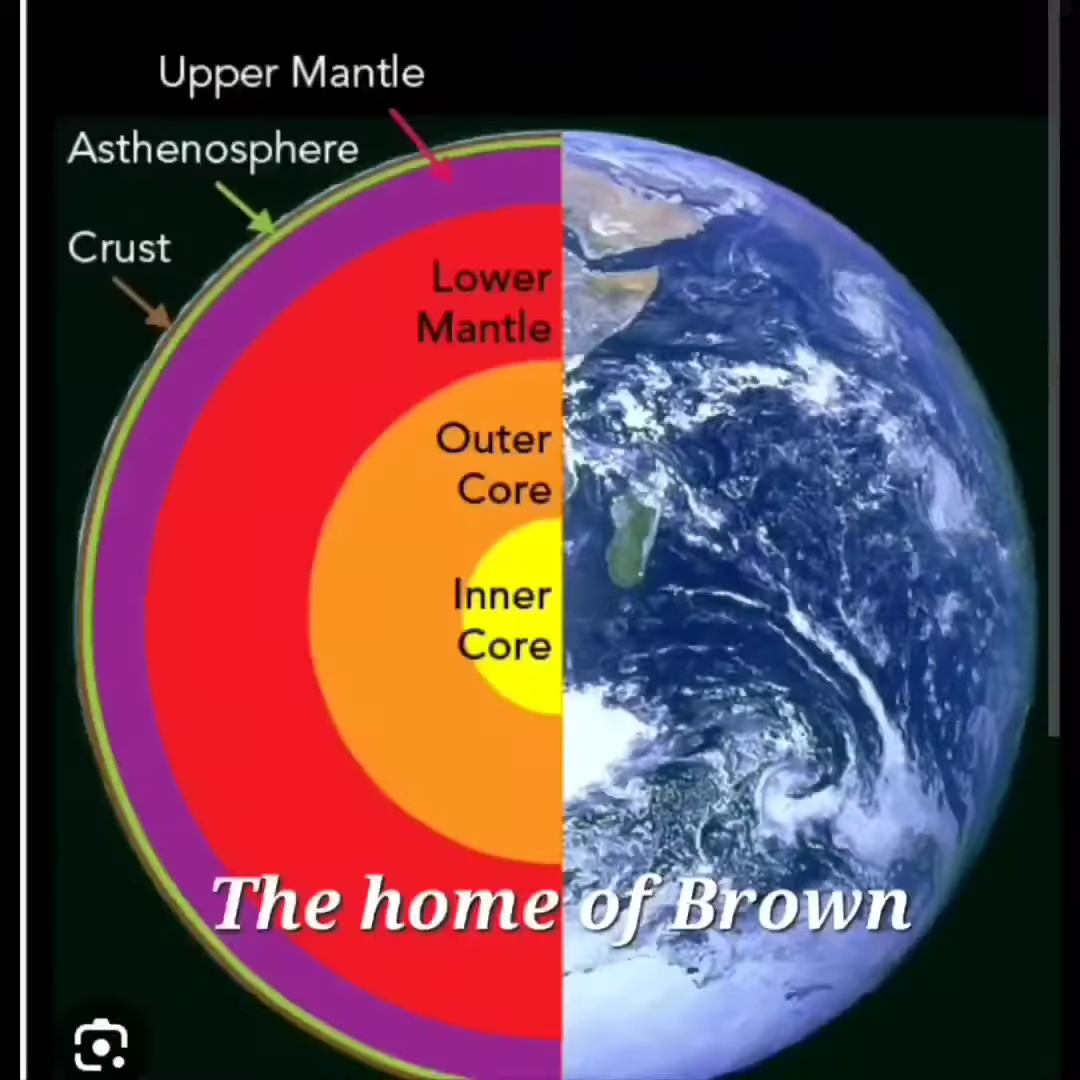 Upper Mantle
Asthenosphere
Crust
Lower
Mantle
Outer
Core
Inner
Core
The home of Brown